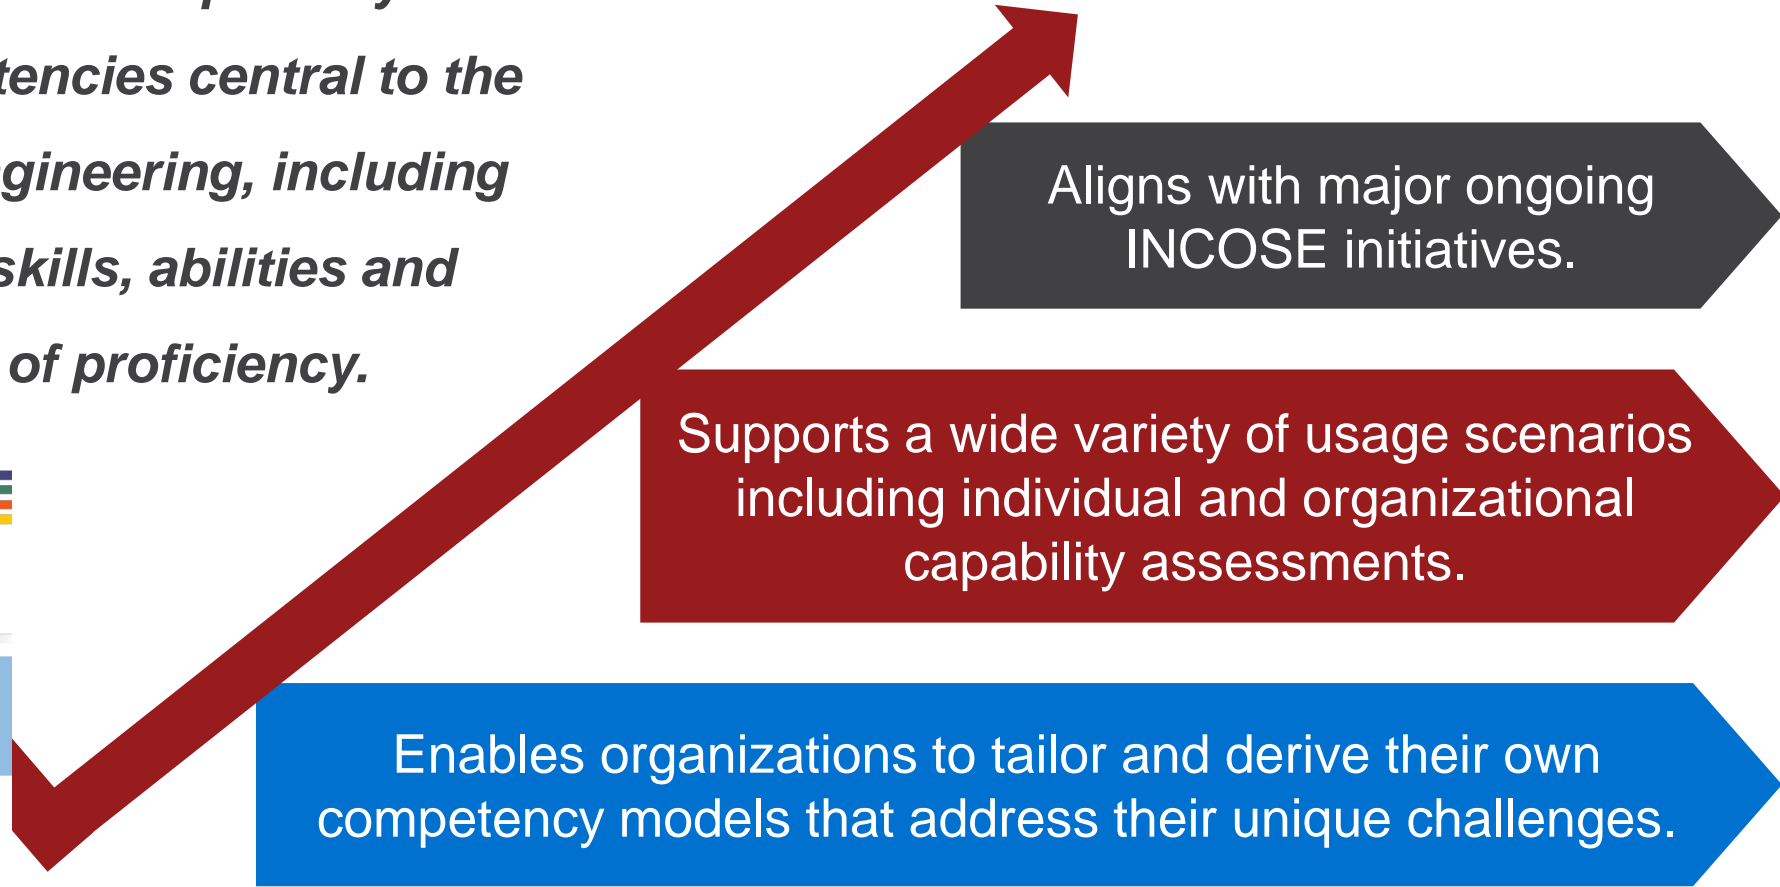 tencies central to the
gineering, including
skills, abilities and
of proficiency.
Aligns with major ongoing
INCOSE initiatives.
Supports a wide variety of usage scenarios
including individual and organizational
capability assessments.
Enables organizations to tailor and derive their own
competency models that address their unique challenges.